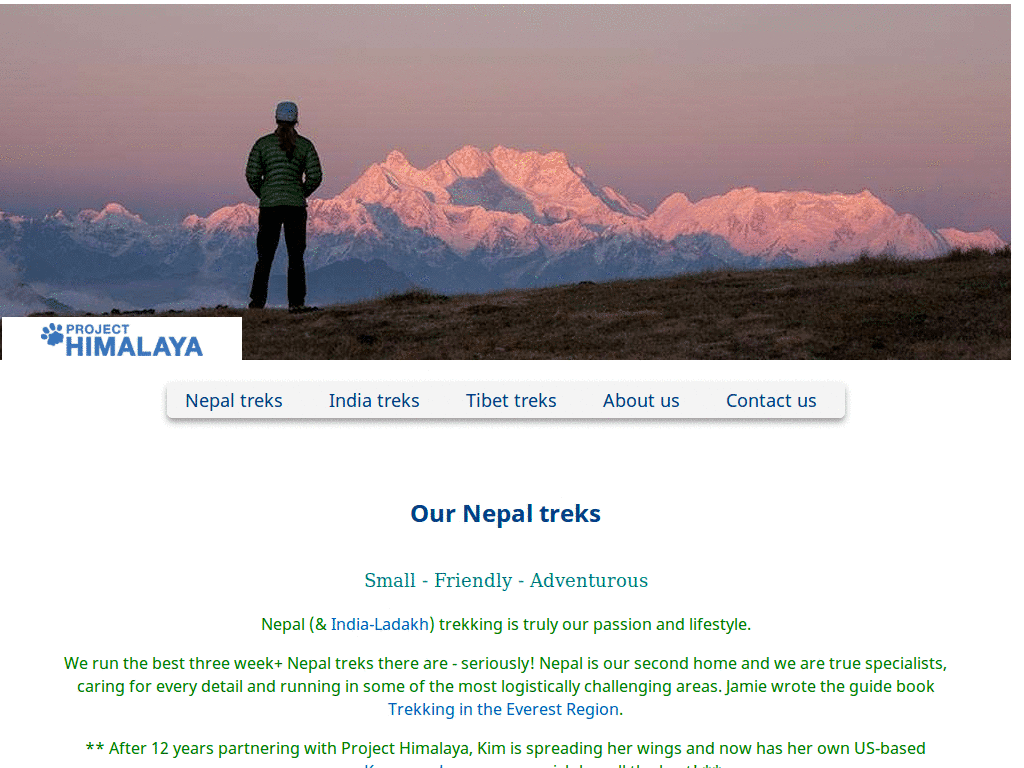 PROJECT
HIMALAYA
Nepal treks India treks Tibet treks About us Contact us
Our Nepal treks
Small - Friendly - Adventurous
Nepal (& India-Ladakh) trekking is truly our passion and lifestyle.
We run the best three week+ Nepal treks there are - seriously! Nepal is our second home and we are true specialists,
caring for every detail and running in some of the most logistically challenging areas. Jamie wrote the guide book
Trekking in the Everest Region.
** After 12 years partnering with Project Himalaya, Kim is spreading her wings and now has her own US-based